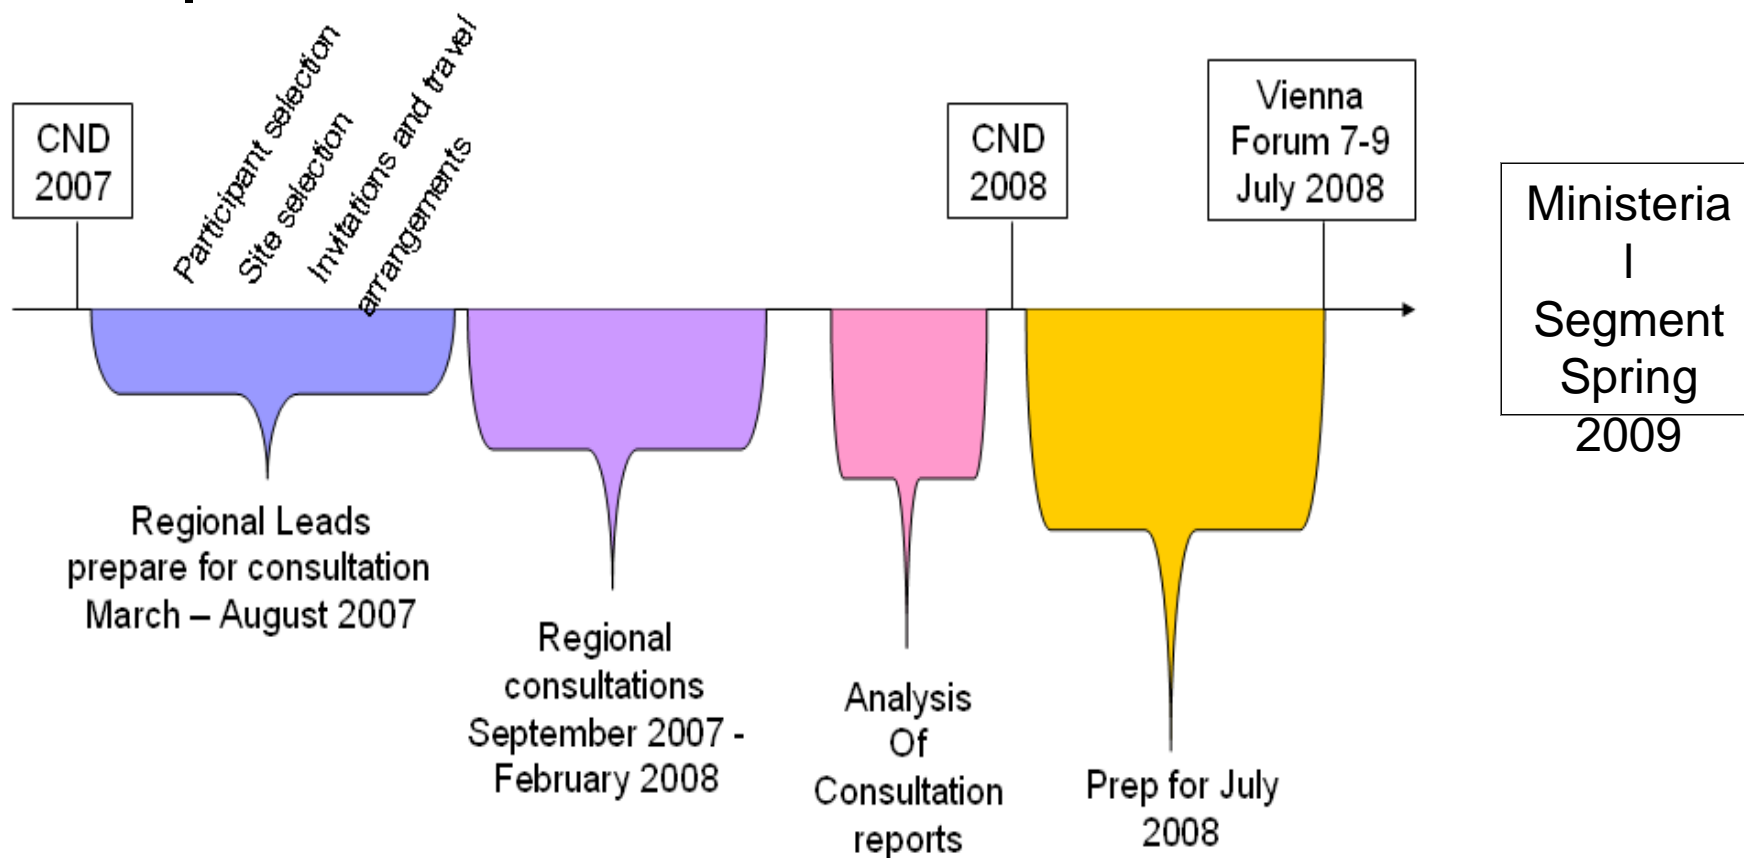 CND
2007
Participant selection
Site selection
Invitations and travel
arrangements
CND
2008
Vienna
Forum 7-9
July 2008
Ministeria
l
Segment
Spring
2009
Regional Leads
prepare for consultation
March – August 2007
Regional
consultations
September 2007 -
February 2008
Analysis
Of
Consultation
reports
Prep for July
2008